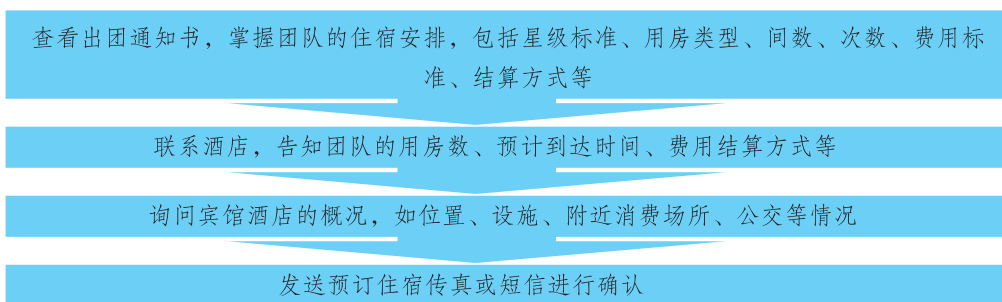 查看出团通知书，掌握团队的住宿安排，包括星级标准、用房类型、间数、次数、费用标
准、结算方式等
联系酒店，告知团队的用房数、预计到达时间、费用结算方式等
询问宾馆酒店的概况，如位置、设施、附近消费场所、公交等情况
发送预订住宿传真或短信进行确认